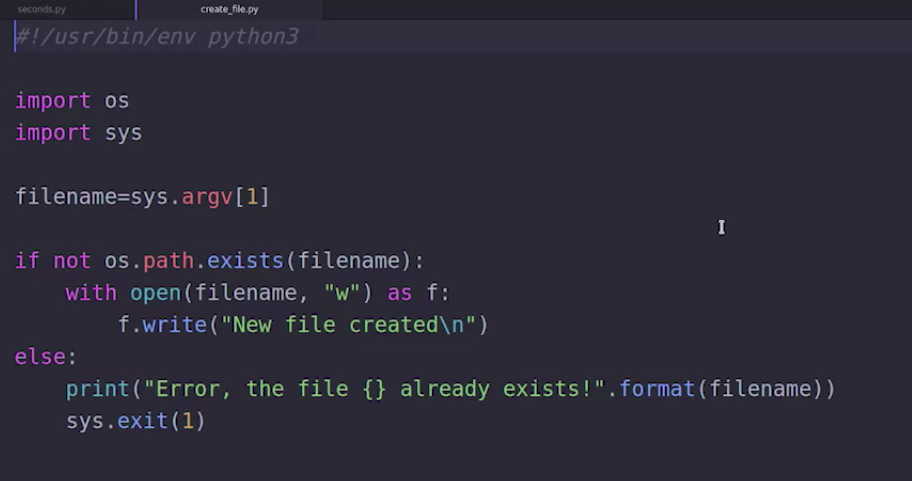 seconds.py create_file.py
#!/usr/bin/env python3
import os
import sys
filename=sys.argv[1]
if not os.path.exists(filename):
    with open(filename, "w") as f:
        f.write("New file created\n")
else:
    print("Error, the file {} already exists!".format(filename))
    sys.exit(1)